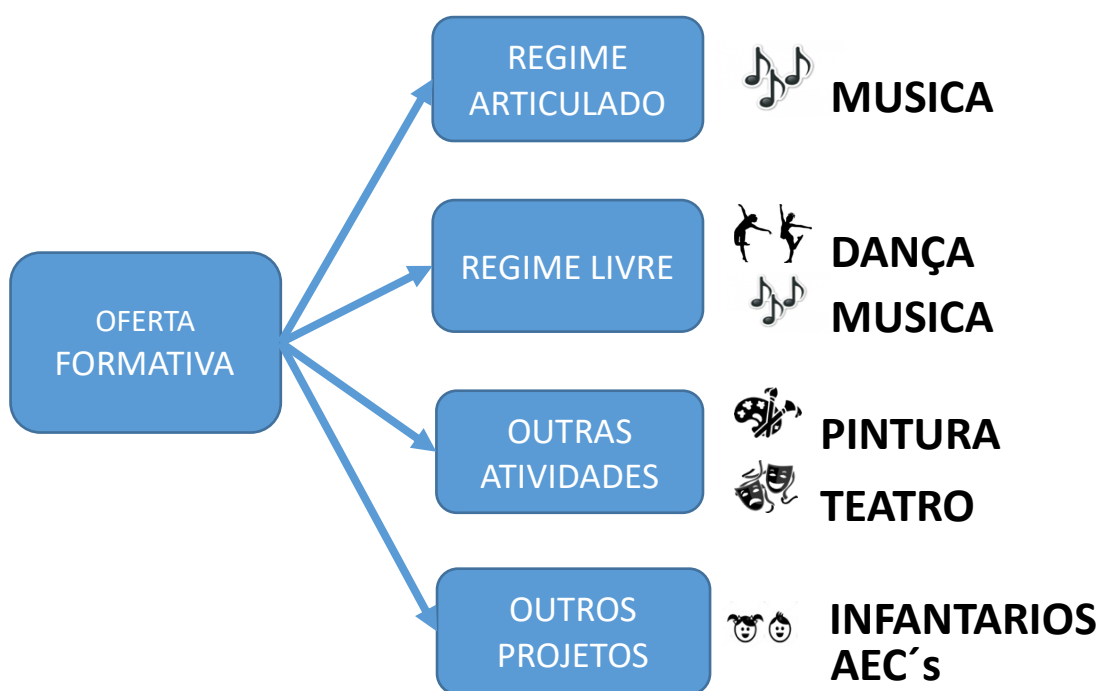 OFERTA
FORMATIVA
REGIME
ARTICULADO
MUSICA
REGIME LIVRE
DANÇA
MUSICA
OUTRAS
ATIVIDADES
PINTURA
TEATRO
OUTROS
PROJETOS
INFANTARIOS
AEC´s